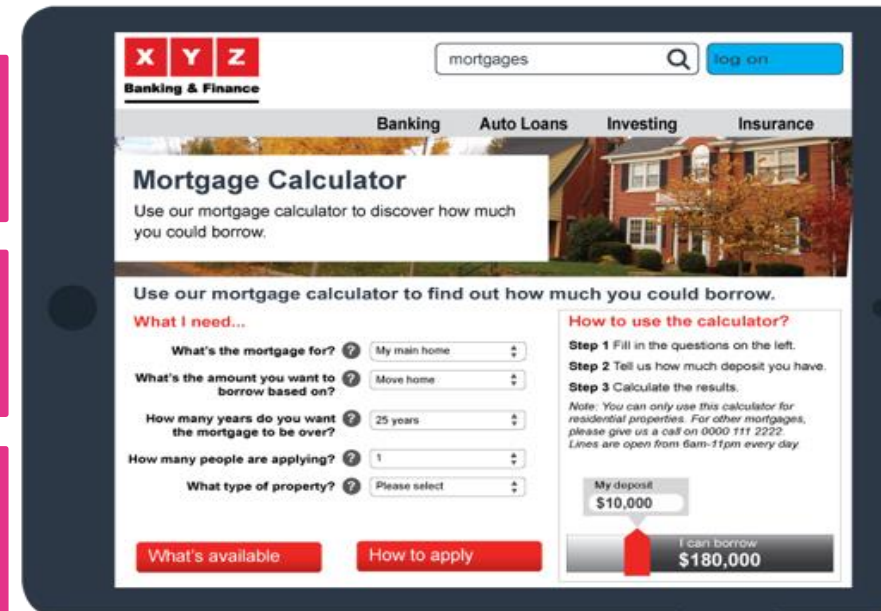 X Y Z
Banking & Finance
mortgages
log on
Banking Auto Loans Investing Insurance
Mortgage Calculator
Use our mortgage calculator to discover how much
you could borrow.
Use our mortgage calculator to find out how much you could borrow.
What I need...
What's the mortgage for? ? My main home
What's the amount you want to
borrow based on? ? Move home
How many years do you want
the mortgage to be over? ? 25 years
How many people are applying? ? 1
What type of property? ? Please select
What's available
How to apply
How to use the calculator?
Step 1 Fill in the questions on the left.
Step 2 Tell us how much deposit you have.
Step 3 Calculate the results.
Note: You can only use this calculator for
residential properties. For other mortgages,
please give us a call on 0000 111 2222.
Lines are open from 6am-11pm every day
My deposit
$10,000
I can borrow
$180,000